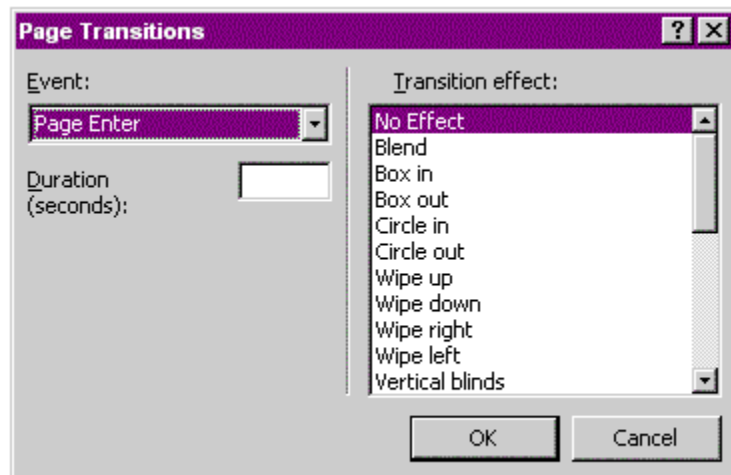 Page Transitions
Event:
Page Enter
Duration
(seconds):
Transition effect:
No Effect
Blend
Box in
Box out
Circle in
Circle out
Wipe up
Wipe down
Wipe right
Wipe left
Vertical blinds
OK
Cancel